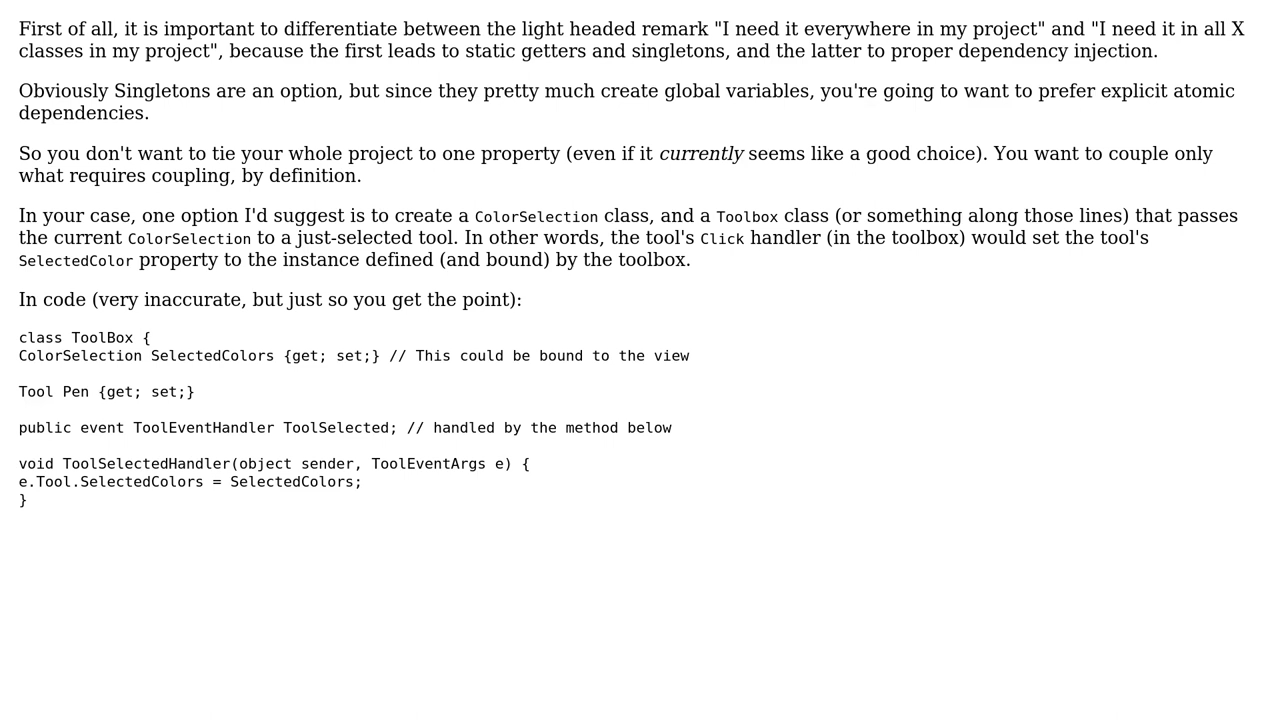 First of all, it is important to differentiate between the light headed remark "I need it everywhere in my project" and "I need it in all X
classes in my project", because the first leads to static getters and singletons, and the latter to proper dependency injection.
Obviously Singletons are an option, but since they pretty much create global variables, you're going to want to prefer explicit atomic
dependencies.
So you don't want to tie your whole project to one property (even if it currently seems like a good choice). You want to couple only
what requires coupling, by definition.
In your case, one option I'd suggest is to create a ColorSelection class, and a Toolbox class (or something along those lines) that passes
the current ColorSelection to a just-selected tool. In other words, the tool's Click handler (in the toolbox) would set the tool's
SelectedColor property to the instance defined (and bound) by the toolbox.
In code (very inaccurate, but just so you get the point):
class ToolBox {
ColorSelection SelectedColors {get; set;} // This could be bound to the view
Tool Pen {get; set;}
public event ToolEventHandler ToolSelected; // handled by the method below
void ToolSelectedHandler(object sender, ToolEventArgs e) {
e.Tool.SelectedColors = SelectedColors;
}